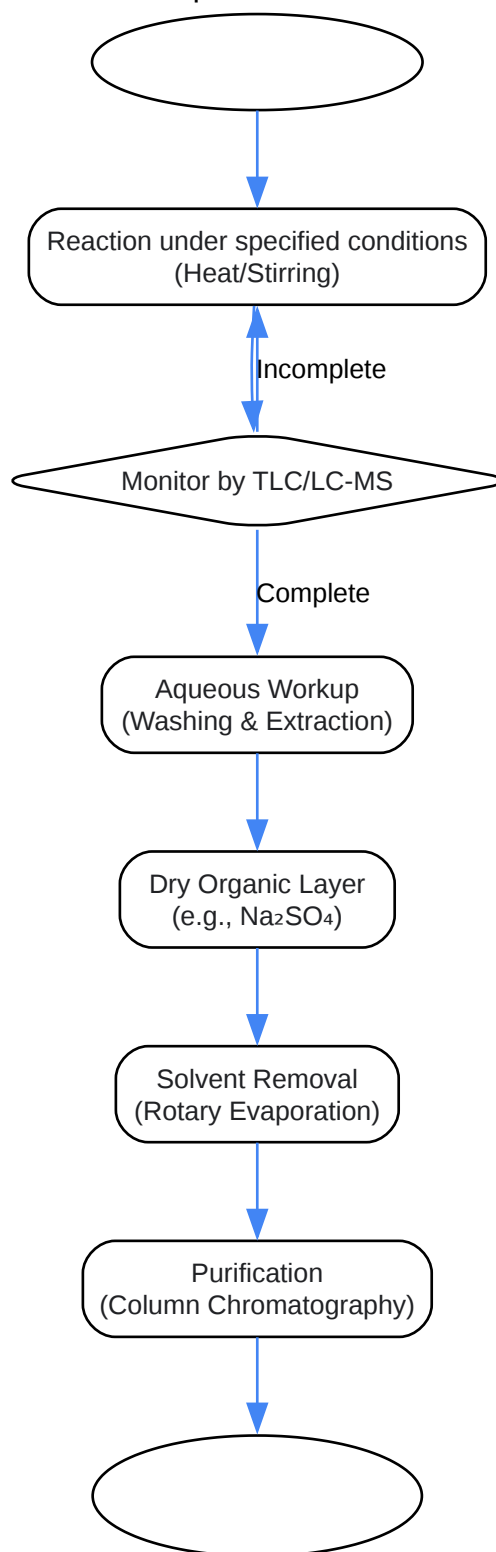 Reaction under specified conditions
(Heat/Stirring)
Incomplete
Monitor by TLC/LC-MS
Complete
Aqueous Workup
(Washing & Extraction)
Dry Organic Layer
(e.g., Na₂SO₄)
Solvent Removal
(Rotary Evaporation)
Purification
(Column Chromatography)